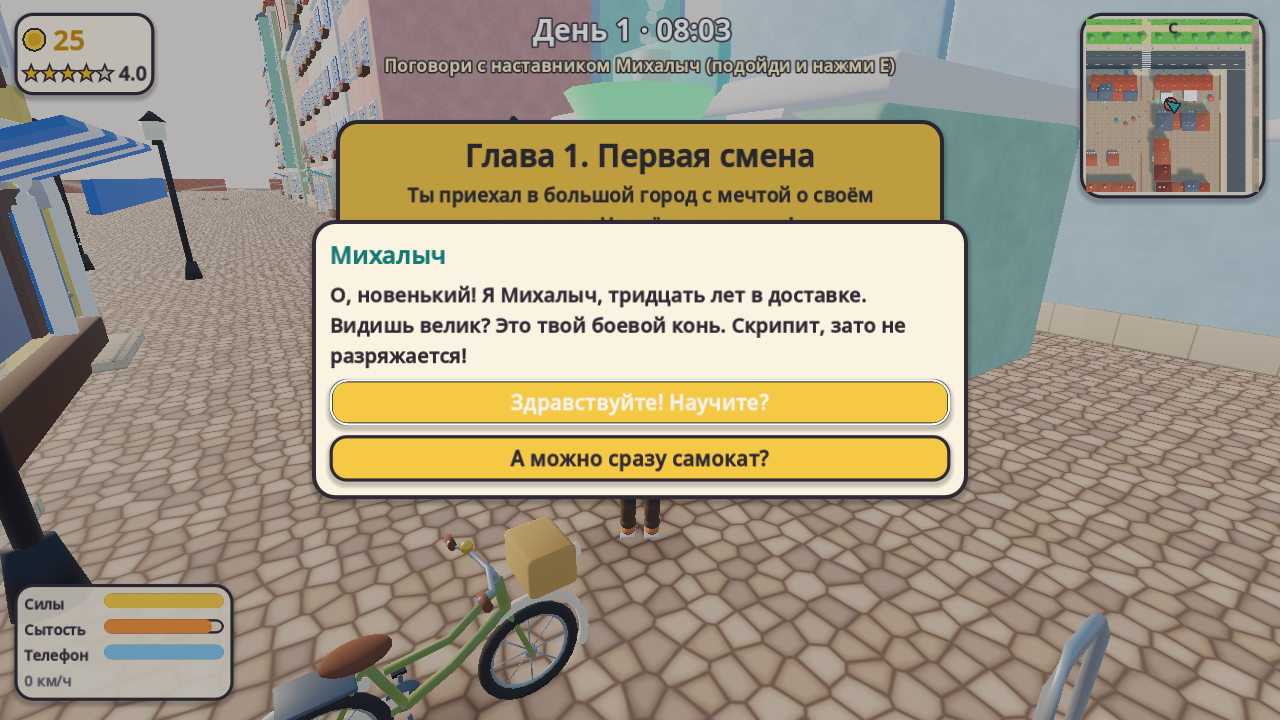 25
4.0
День 1 · 08:03
Поговори с наставником Михалыч (подойди и нажми E)
С
Глава 1. Первая смена
Ты приехал в большой город с мечтой о своём
Михалыч
О, новенький! Я Михалыч, тридцать лет в доставке.
Видишь велик? Это твой боевой конь. Скрипит, зато не
разряжается!
Здравствуйте! Научите?
А можно сразу самокат?
Силы
Сытость
Телефон
0 км/ч